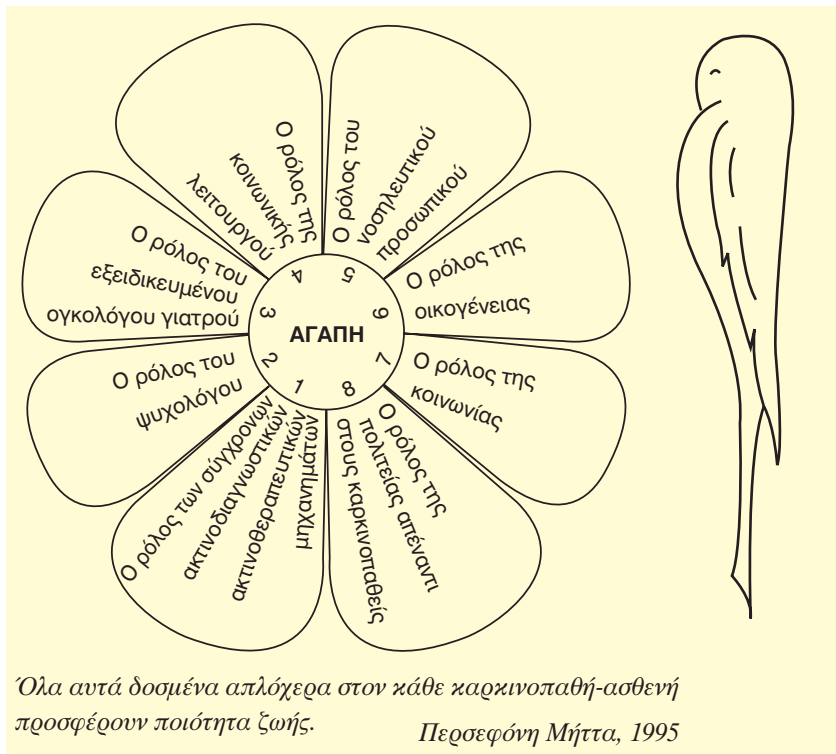 ΑΓΑΠΗ
1
Ο ρόλος των σύγχρονων
ακτινοδιαγνωστικών
ακτινοθεραπευτικών
μηχανημάτων
2
Ο ρόλος του
ψυχολόγου
3
Ο ρόλος του
εξειδικευμένου
ογκολόγου γιατρού
4
Ο ρόλος της
κοινωνικής
λειτουργού
5
Ο ρόλος του
νοσηλευτικού
προσωπικού
6
Ο ρόλος της
οικογένειας
7
Ο ρόλος της
κοινωνίας
8
Ο ρόλος της
πολιτείας απέναντι
στους καρκινοπαθείς
Όλα αυτά δοσμένα απλόχερα στον κάθε καρκινοπαθή-ασθενή
προσφέρουν ποιότητα ζωής.
Περσεφόνη Μήττα, 1995